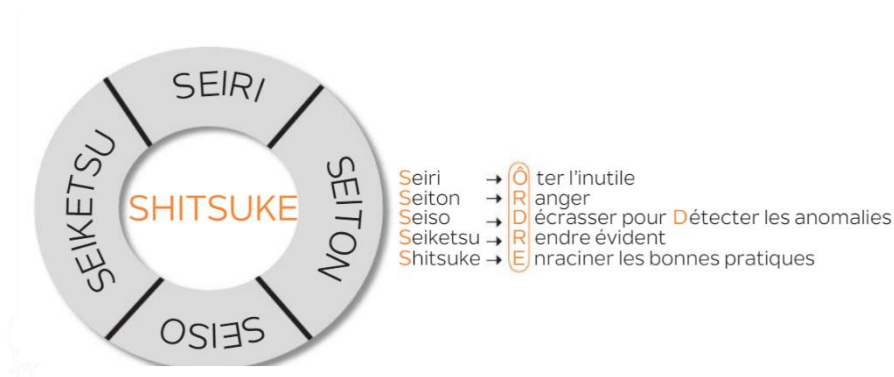 SEIRI
SEITON
SEISO
SEIKETSU
SHITSUKE
Seiri → Ôter l'inutile
Seiton → Ranger
Seiso → Décrasser pour Détecter les anomalies
Seiketsu → Rendre évident
Shitsuke → Enraciner les bonnes pratiques